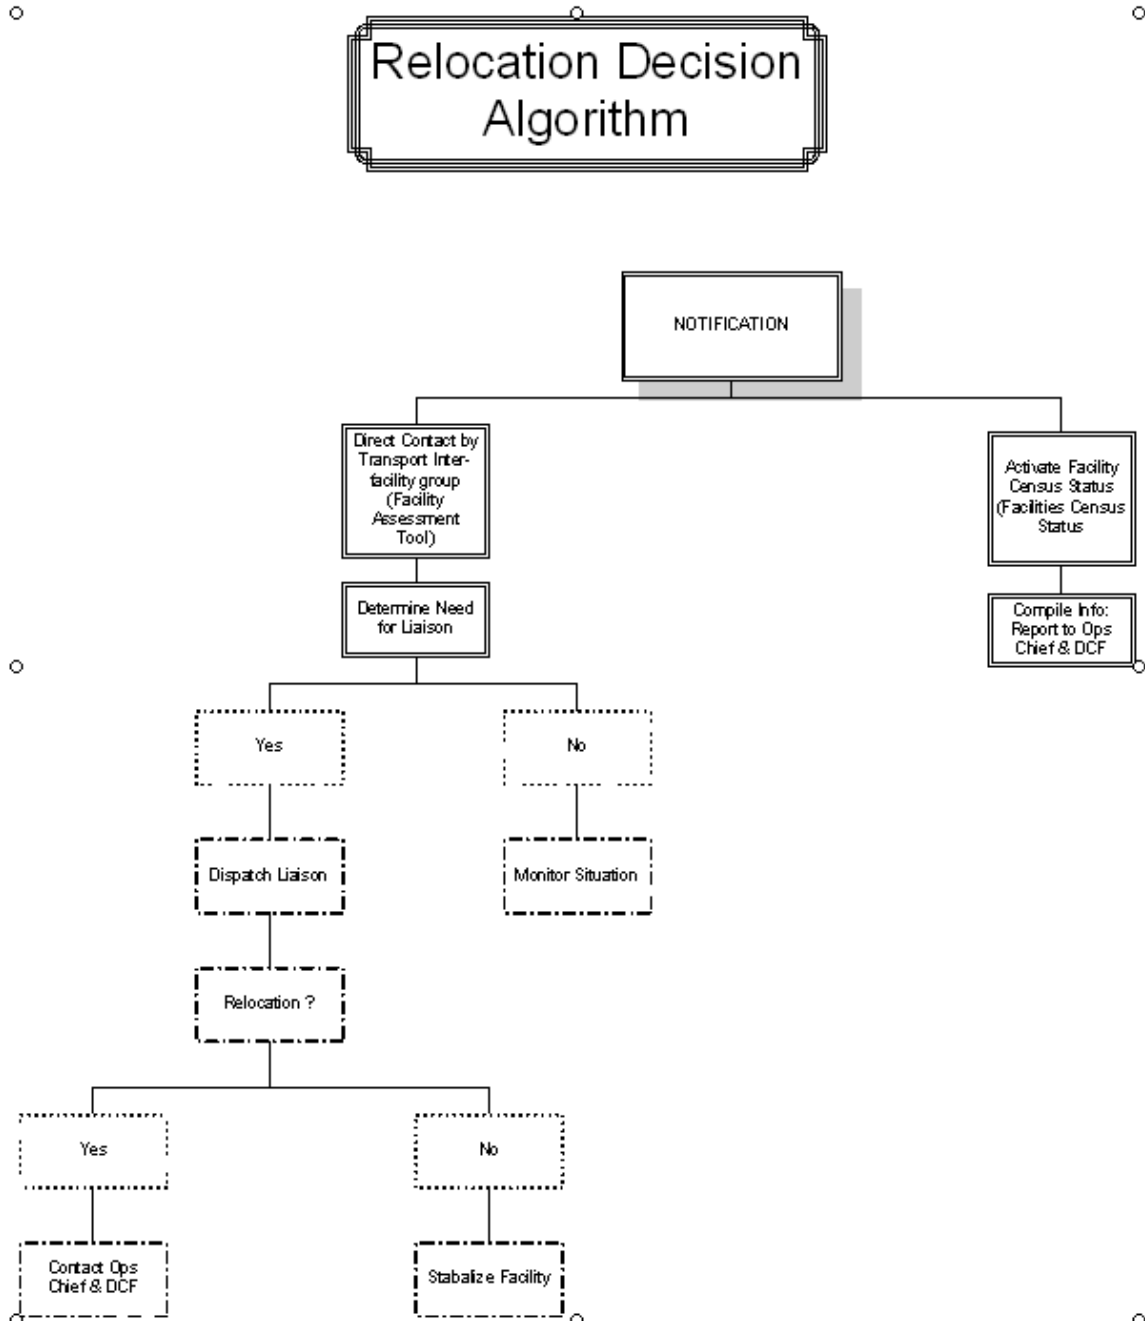 Relocation Decision
Algorithm
NOTIFICATION
Direct Contact by
Transport Inter-
facility group
(Facility
Assessment
Tool)
Activate Facility
Census Status
(Facilities Census
Status
Determine Need
for Liaison
Compile Info:
Report to Ops
Chief & DCF
Yes
No
Dispatch Liaison
Monitor Situation
Relocation ?
Yes
No
Contact Ops
Chief & DCF
Stabalize Facility